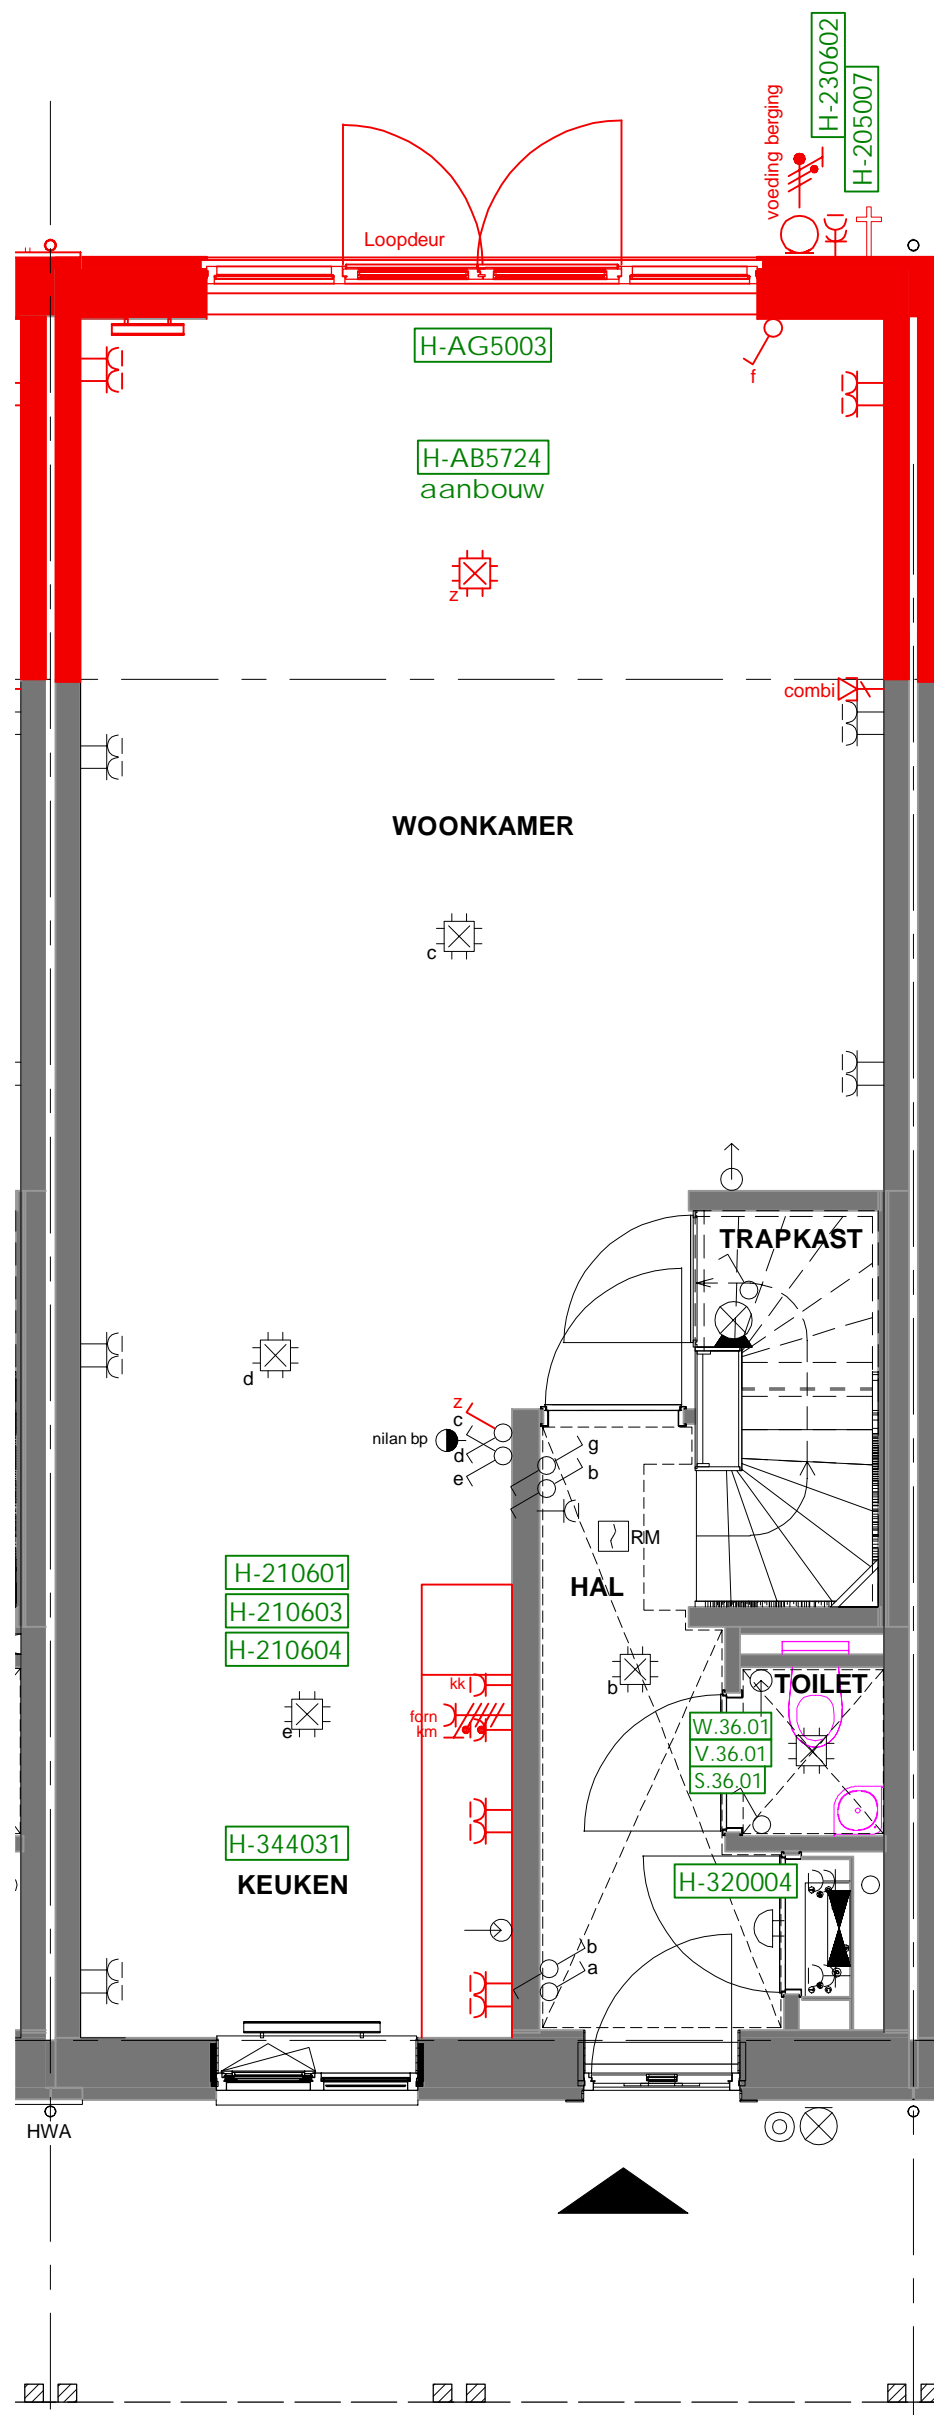 H-230602
H-205007
voeding berging
Loopdeur
H-AG5003
f
H-AB5724
aanbouw
z
combi
WOONKAMER
c
TRAPKAST
d
z
c
nilan bp
d
e
g
b
RM
H-210601
HAL
H-210603
H-210604
b
TOILET
kk
forn
km
e
W.36.01
V.36.01
S.36.01
H-344031
KEUKEN
H-320004
b
a
HWA